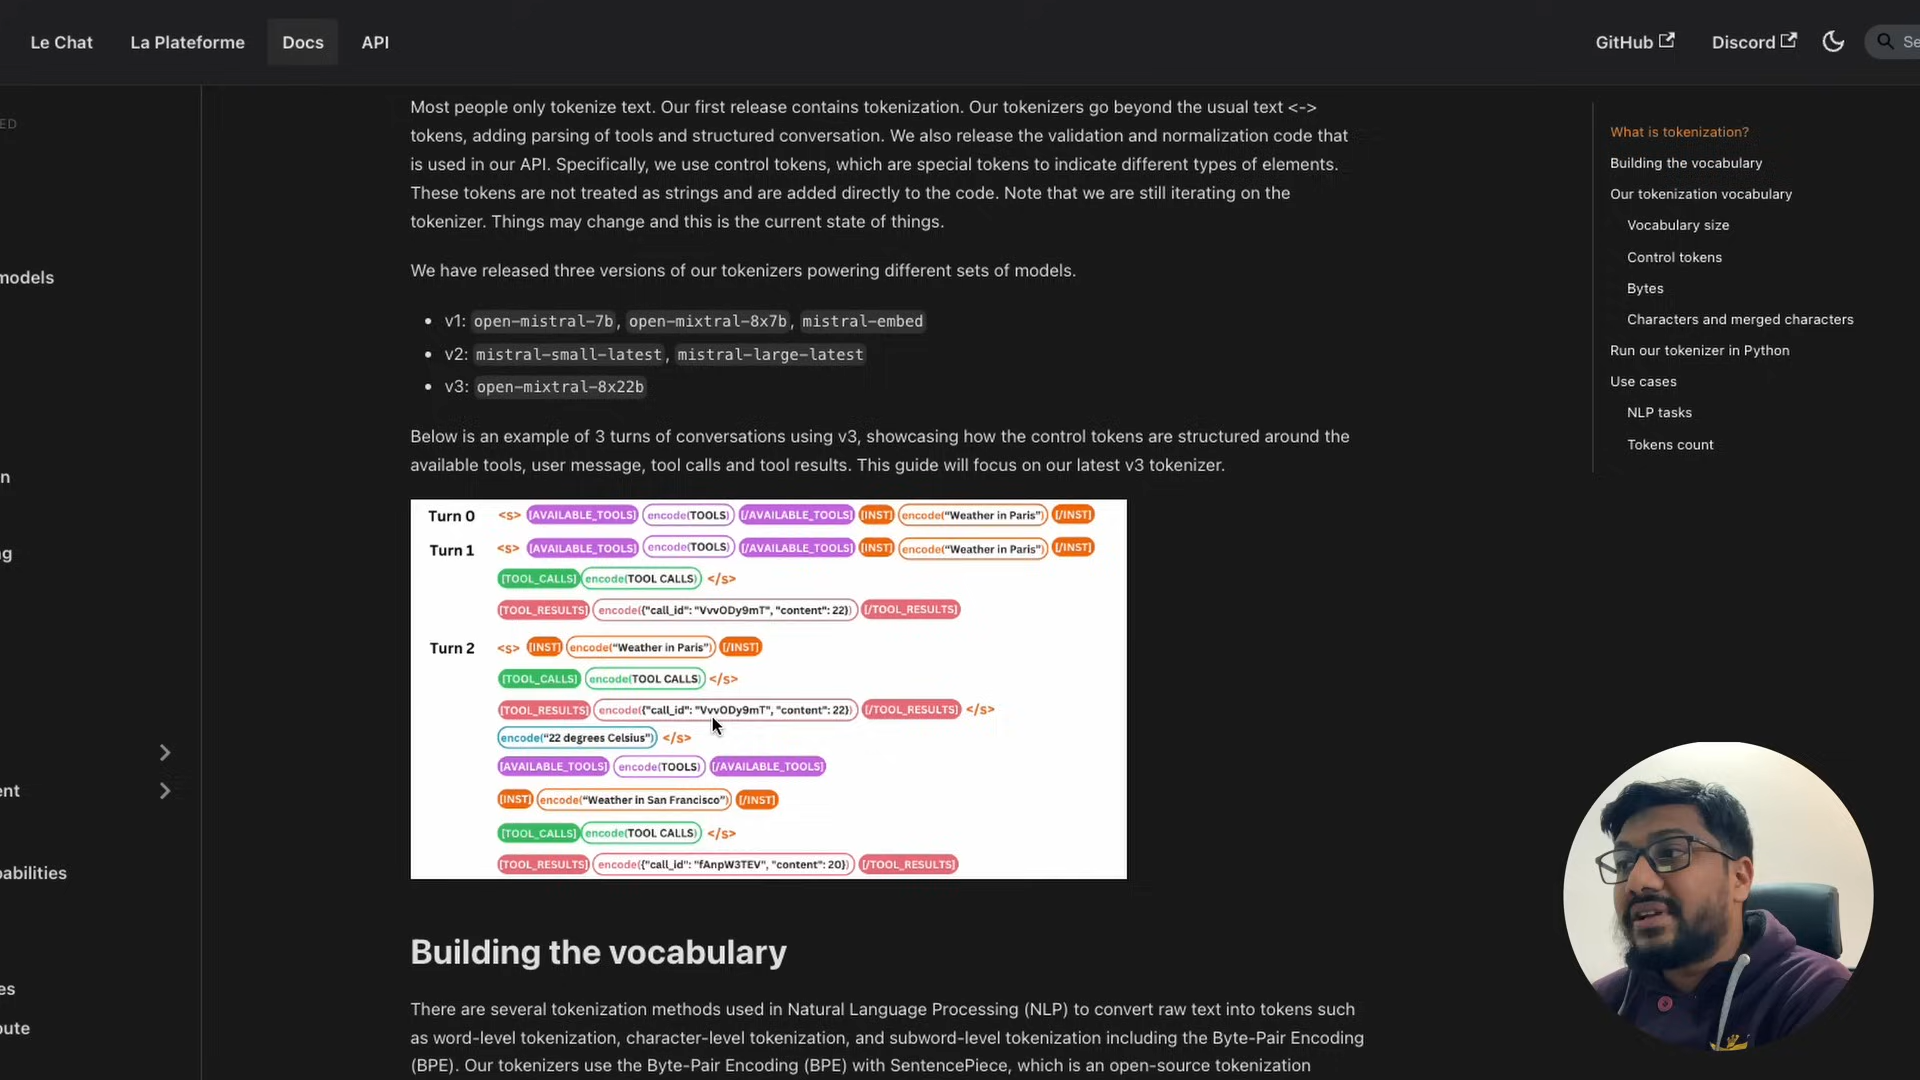 Le Chat La Plateforme Docs API GitHub Discord Se
ED
models
n
g
ent
abilities
es
oute
Most people only tokenize text. Our first release contains tokenization. Our tokenizers go beyond the usual text <->
tokens, adding parsing of tools and structured conversation. We also release the validation and normalization code that
is used in our API. Specifically, we use control tokens, which are special tokens to indicate different types of elements.
These tokens are not treated as strings and are added directly to the code. Note that we are still iterating on the
tokenizer. Things may change and this is the current state of things.
We have released three versions of our tokenizers powering different sets of models.
• v1: open-mistral-7b, open-mixtral-8x7b, mistral-embed
• v2: mistral-small-latest, mistral-large-latest
• v3: open-mixtral-8x22b
Below is an example of 3 turns of conversations using v3, showcasing how the control tokens are structured around the
available tools, user message, tool calls and tool results. This guide will focus on our latest v3 tokenizer.
Turn 0 <s> [AVAILABLE_TOOLS] encode(TOOLS) [/AVAILABLE_TOOLS] [INST] encode(“Weather in Paris”) [/INST]
Turn 1 <s> [AVAILABLE_TOOLS] encode(TOOLS) [/AVAILABLE_TOOLS] [INST] encode(“Weather in Paris”) [/INST]
[TOOL_CALLS] encode(TOOL CALLS) </s>
[TOOL_RESULTS] encode({"call_id": "VvvODy9mT", "content": 22}) [/TOOL_RESULTS]
Turn 2 <s> [INST] encode(“Weather in Paris”) [/INST]
[TOOL_CALLS] encode(TOOL CALLS) </s>
[TOOL_RESULTS] encode({"call_id": "VvvODy9mT", "content": 22}) [/TOOL_RESULTS] </s>
encode(“22 degrees Celsius”) </s>
[AVAILABLE_TOOLS] encode(TOOLS) [/AVAILABLE_TOOLS]
[INST] encode(“Weather in San Francisco”) [/INST]
[TOOL_CALLS] encode(TOOL CALLS) </s>
[TOOL_RESULTS] encode({"call_id": "fAnpW3TEV", "content": 20}) [/TOOL_RESULTS]
Building the vocabulary
There are several tokenization methods used in Natural Language Processing (NLP) to convert raw text into tokens such
as word-level tokenization, character-level tokenization, and subword-level tokenization including the Byte-Pair Encoding
(BPE). Our tokenizers use the Byte-Pair Encoding (BPE) with SentencePiece, which is an open-source tokenization
What is tokenization?
Building the vocabulary
Our tokenization vocabulary
Vocabulary size
Control tokens
Bytes
Characters and merged characters
Run our tokenizer in Python
Use cases
NLP tasks
Tokens count